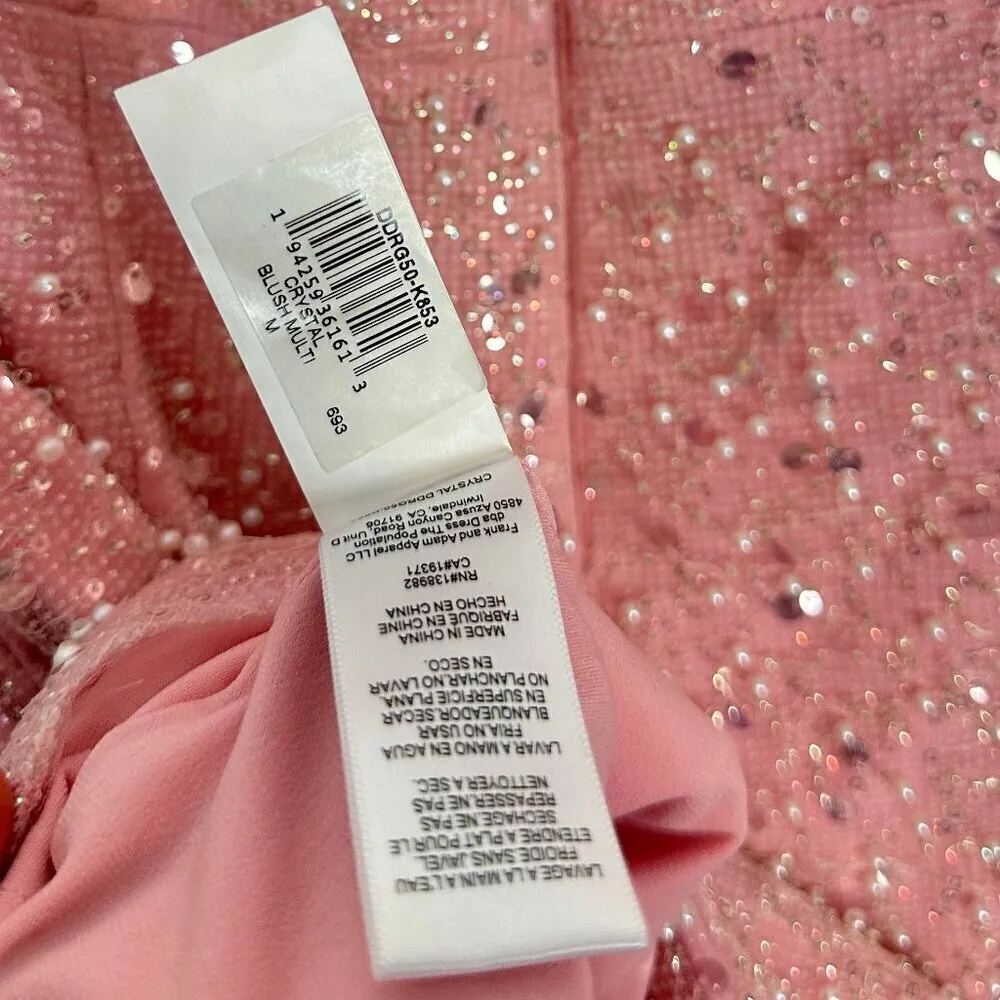 DDRG50-K853
1 94259 36161 3
CRYSTAL
BLUSH MULTI
M
693
LAVAGE A LA MAIN A L'EAU
FROIDE.SANS JAVEL.
ETENDRE A PLAT POUR LE
SECHAGE.NE PAS
REPASSER.NE PAS
NETTOYER A SEC.
LAVAR A MANO EN AGUA
FRIA.NO USAR
BLANQUEADOR.SECAR
EN SUPERFICIE PLANA.
NO PLANCHAR.NO LAVAR
EN SECO.
MADE IN CHINA
FABRIQUÉ EN CHINE
HECHO EN CHINA
RN#138982
CA#19371
Frank and Adam Apparel LLC
dba Dress The Population
4850 Azusa Canyon Road, Unit D
Irwindale, CA 91706
CRYSTAL